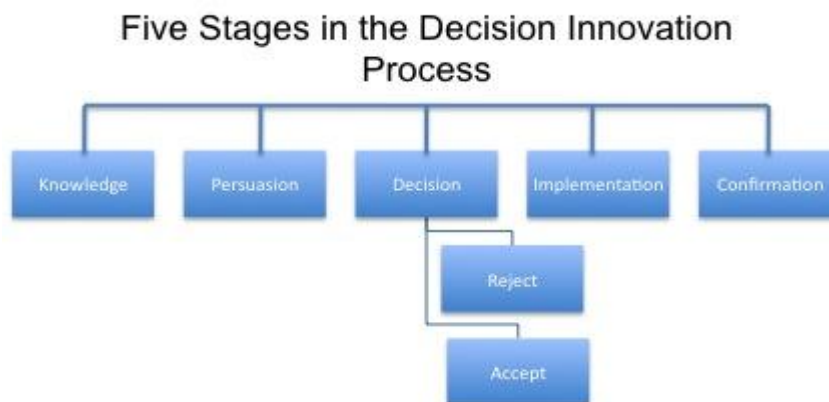 Five Stages in the Decision Innovation
Process
Knowledge
Persuasion
Decision
Implementation
Confirmation
Reject
Accept